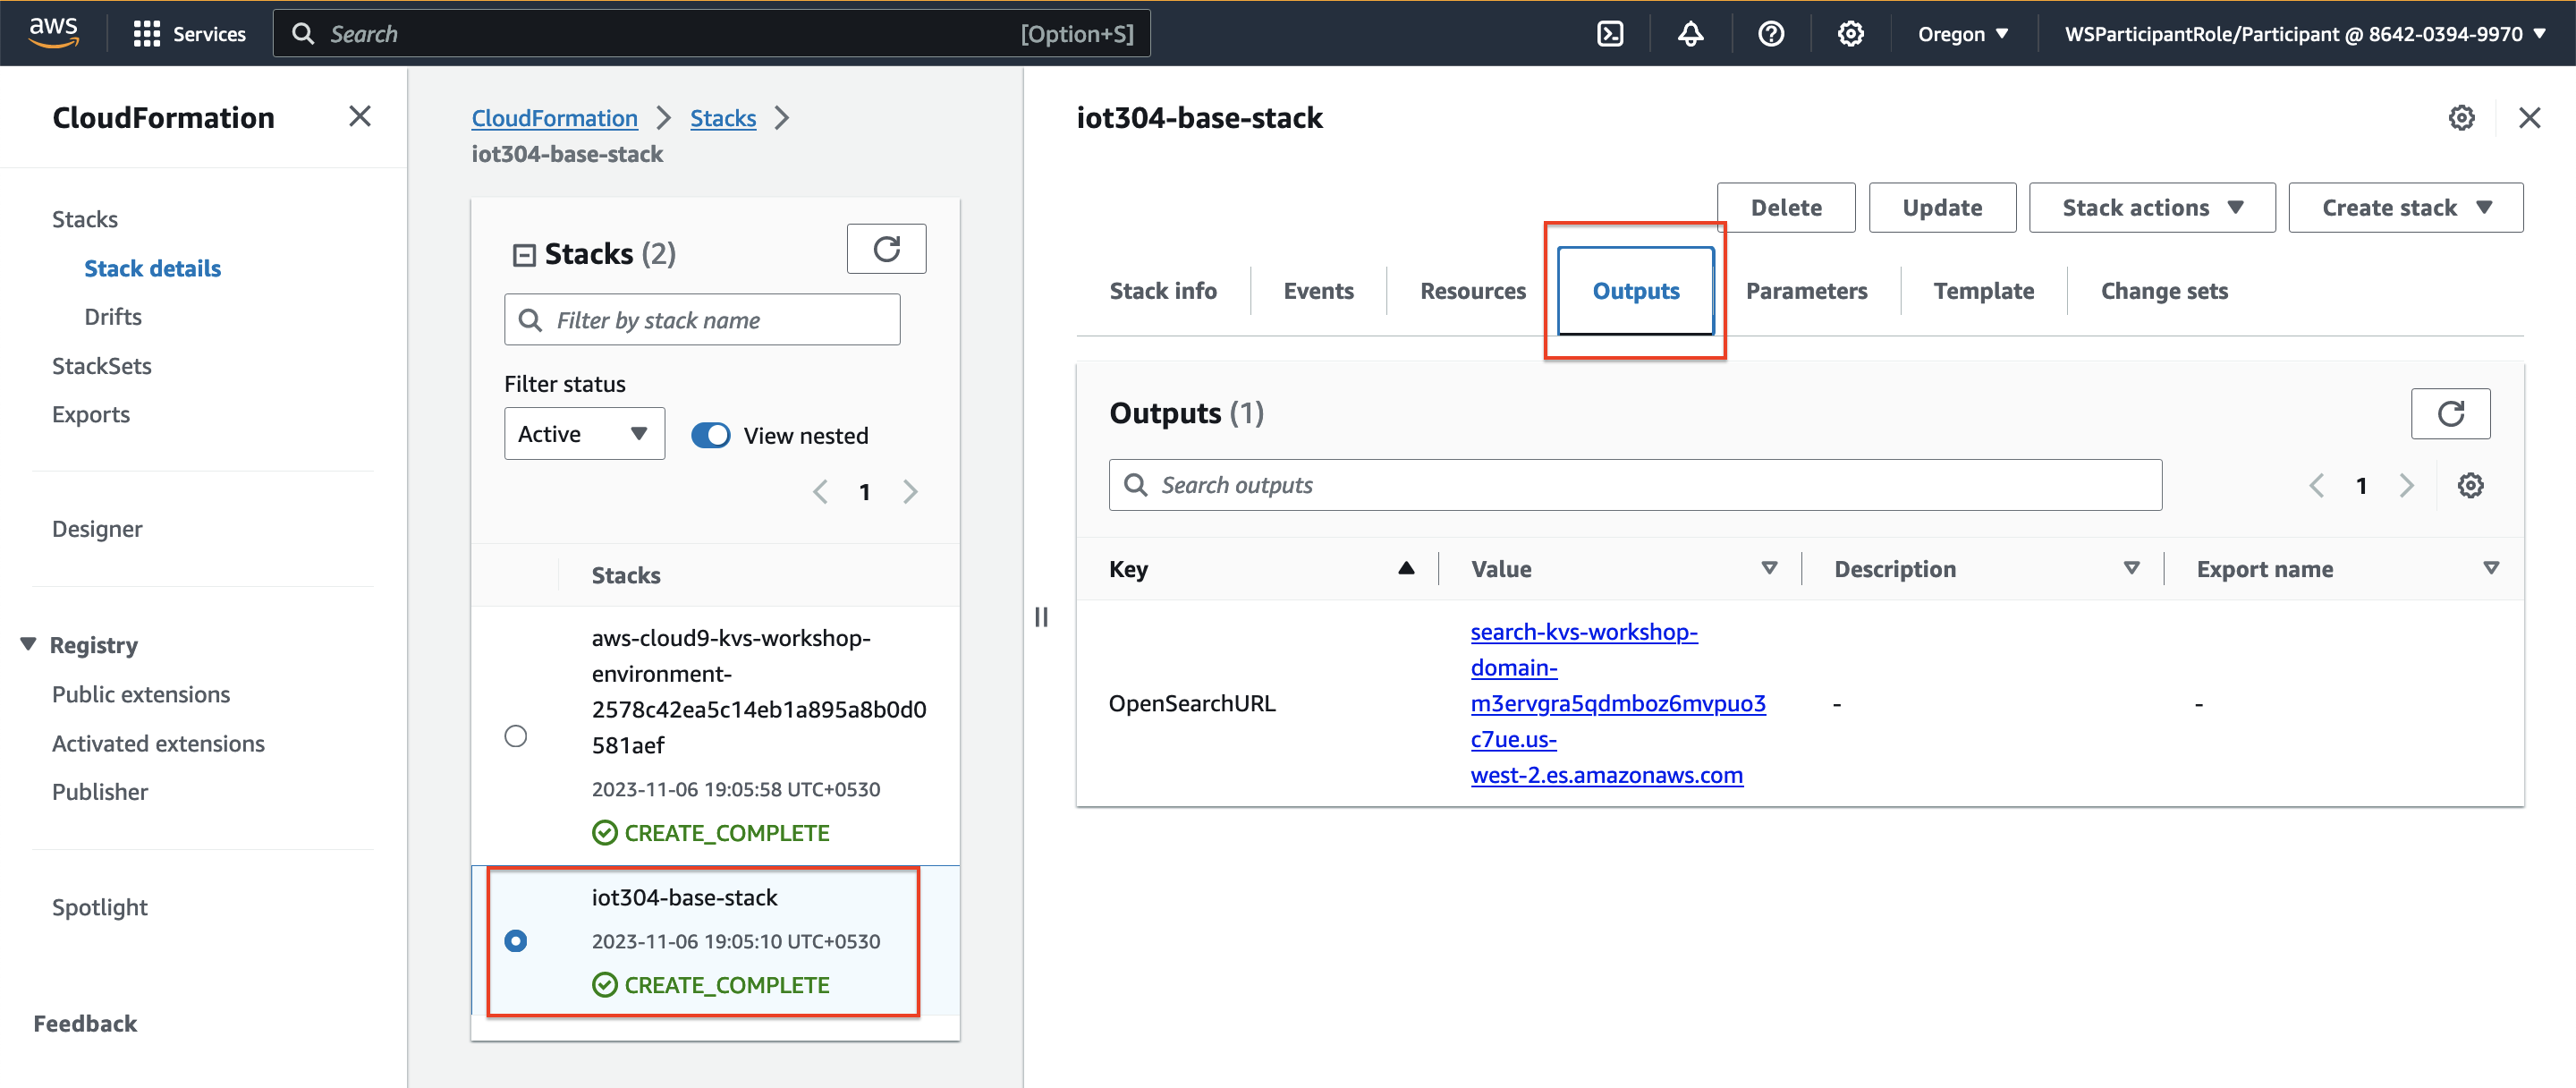 aws
Services
Search
[Option+S]
Oregon
WSParticipantRole/Participant @ 8642-0394-9970
CloudFormation
Stacks
Stack details
Drifts
StackSets
Exports
Designer
Registry
Public extensions
Activated extensions
Publisher
Spotlight
Feedback
CloudFormation
Stacks
iot304-base-stack
Stacks (2)
Filter by stack name
Filter status
Active
View nested
1
Stacks
aws-cloud9-kvs-workshop-
environment-
2578c42ea5c14eb1a895a8b0d0
581aef
2023-11-06 19:05:58 UTC+0530
CREATE_COMPLETE
iot304-base-stack
2023-11-06 19:05:10 UTC+0530
CREATE_COMPLETE
iot304-base-stack
Delete
Update
Stack actions
Create stack
Stack info
Events
Resources
Outputs
Parameters
Template
Change sets
Outputs (1)
Search outputs
1
Key
Value
Description
Export name
OpenSearchURL
search-kvs-workshop-
domain-
m3ervgra5qdmboz6mvpuo3
c7ue.us-
west-2.es.amazonaws.com
-
-